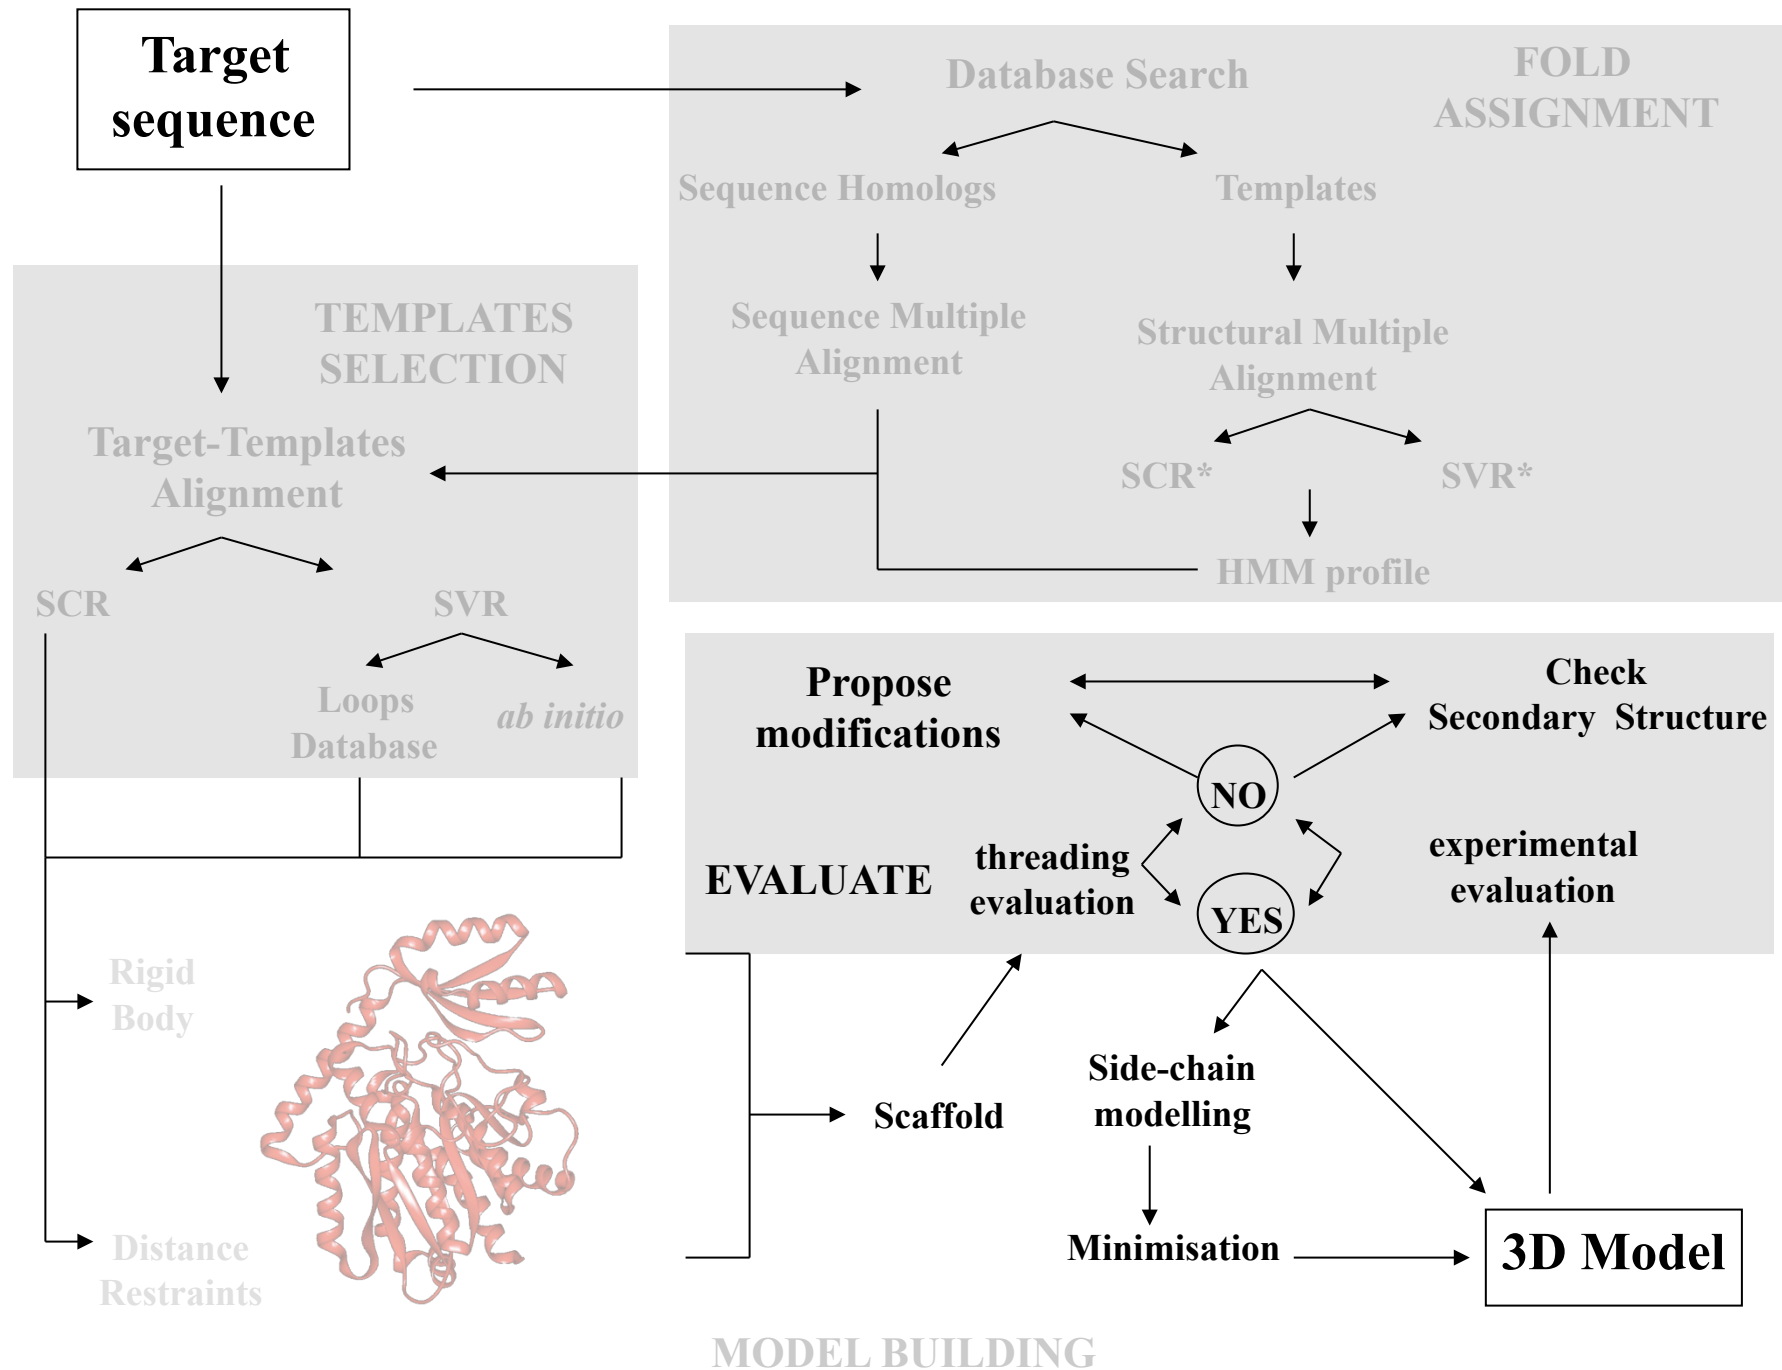 Target
sequence
Database Search
FOLD
ASSIGNMENT
Sequence Homologs
Templates
Sequence Multiple
Alignment
Structural Multiple
Alignment
SCR*
SVR*
HMM profile
TEMPLATES
SELECTION
Target-Templates
Alignment
SCR
SVR
Loops
Database
ab initio
Propose
modifications
Check
Secondary Structure
NO
threading
evaluation
EVALUATE
YES
experimental
evaluation
Rigid
Body
Distance
Restraints
Scaffold
Side-chain
modelling
Minimisation
3D Model
MODEL BUILDING